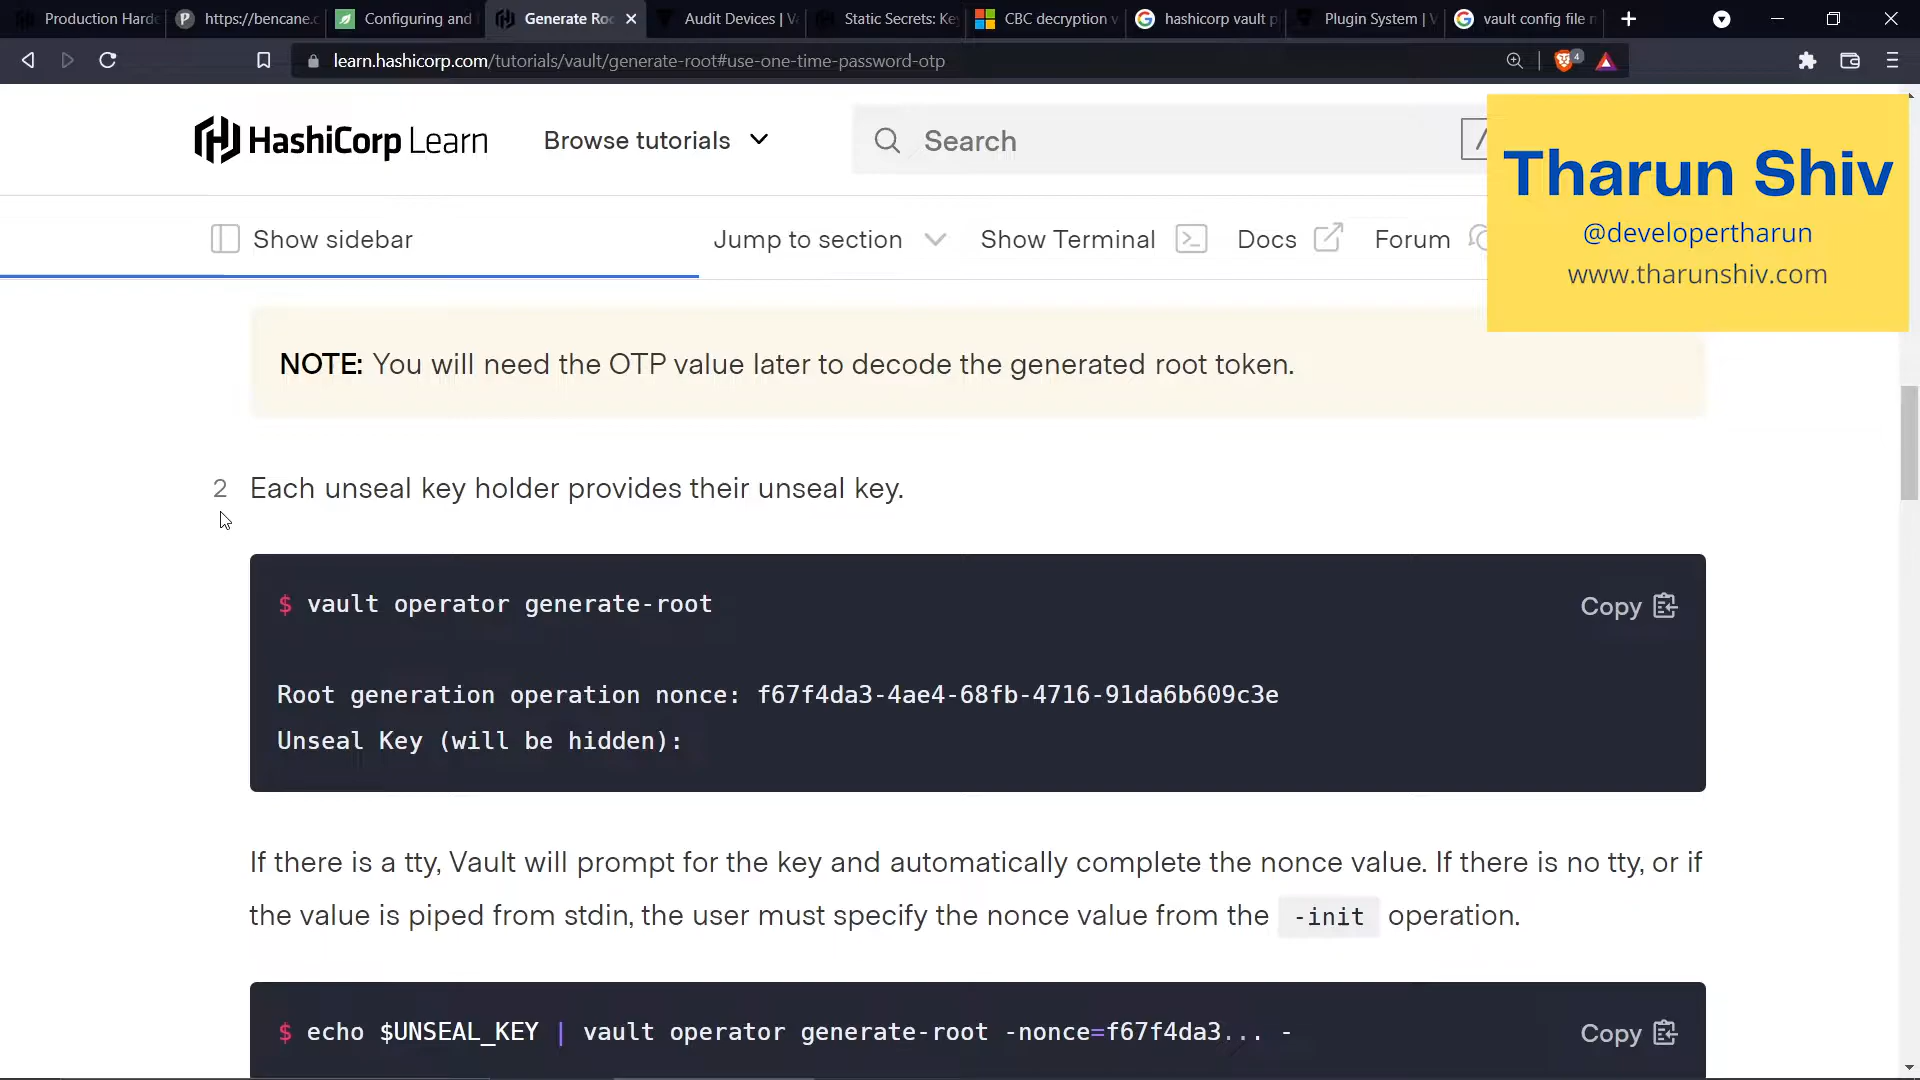 Production Harde
https://bencane.c
Configuring and
Generate Roo
Audit Devices | Va
Static Secrets: Key
CBC decryption v
hashicorp vault p
Plugin System | V
vault config file n
learn.hashicorp.com/tutorials/vault/generate-root#use-one-time-password-otp
4
HashiCorp Learn
Browse tutorials
Search
/
Tharun Shiv
@developertharun
www.tharunshiv.com
Show sidebar
Jump to section
Show Terminal
Docs
Forum
NOTE: You will need the OTP value later to decode the generated root token.
2 Each unseal key holder provides their unseal key.
$ vault operator generate-root
Copy
Root generation operation nonce: f67f4da3-4ae4-68fb-4716-91da6b609c3e
Unseal Key (will be hidden):
If there is a tty, Vault will prompt for the key and automatically complete the nonce value. If there is no tty, or if
the value is piped from stdin, the user must specify the nonce value from the -init operation.
$ echo $UNSEAL_KEY | vault operator generate-root -nonce=f67f4da3... -
Copy